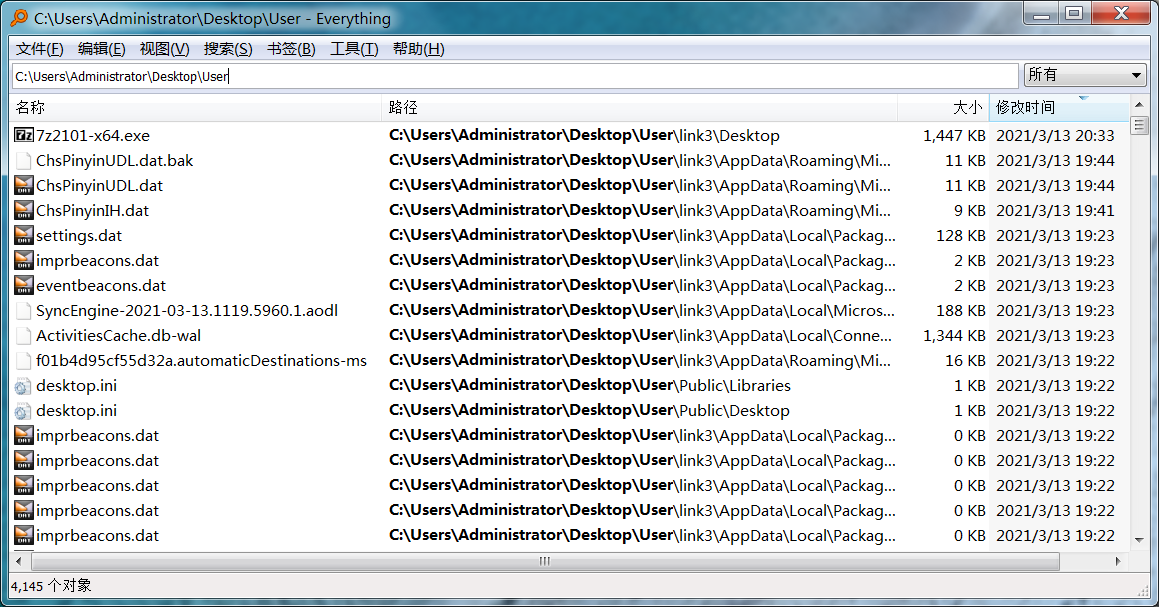 C:\Users\Administrator\Desktop\User - Everything
文件(F) 编辑(E) 视图(V) 搜索(S) 书签(B) 工具(T) 帮助(H)
C:\Users\Administrator\Desktop\User 所有
名称 路径 大小 修改时间
7z2101-x64.exe C:\Users\Administrator\Desktop\User\link3\Desktop 1,447 KB 2021/3/13 20:33
ChsPinyinUDL.dat.bak C:\Users\Administrator\Desktop\User\link3\AppData\Roaming\Mi... 11 KB 2021/3/13 19:44
ChsPinyinUDL.dat C:\Users\Administrator\Desktop\User\link3\AppData\Roaming\Mi... 11 KB 2021/3/13 19:44
ChsPinyinIH.dat C:\Users\Administrator\Desktop\User\link3\AppData\Roaming\Mi... 9 KB 2021/3/13 19:41
settings.dat C:\Users\Administrator\Desktop\User\link3\AppData\Local\Packag... 128 KB 2021/3/13 19:23
imprbeacons.dat C:\Users\Administrator\Desktop\User\link3\AppData\Local\Packag... 2 KB 2021/3/13 19:23
eventbeacons.dat C:\Users\Administrator\Desktop\User\link3\AppData\Local\Packag... 2 KB 2021/3/13 19:23
SyncEngine-2021-03-13.1119.5960.1.aodl C:\Users\Administrator\Desktop\User\link3\AppData\Local\Micros... 188 KB 2021/3/13 19:23
ActivitiesCache.db-wal C:\Users\Administrator\Desktop\User\link3\AppData\Local\Conne... 1,344 KB 2021/3/13 19:23
f01b4d95cf55d32a.automaticDestinations-ms C:\Users\Administrator\Desktop\User\link3\AppData\Roaming\Mi... 16 KB 2021/3/13 19:22
desktop.ini C:\Users\Administrator\Desktop\User\Public\Libraries 1 KB 2021/3/13 19:22
desktop.ini C:\Users\Administrator\Desktop\User\Public\Desktop 1 KB 2021/3/13 19:22
imprbeacons.dat C:\Users\Administrator\Desktop\User\link3\AppData\Local\Packag... 0 KB 2021/3/13 19:22
imprbeacons.dat C:\Users\Administrator\Desktop\User\link3\AppData\Local\Packag... 0 KB 2021/3/13 19:22
imprbeacons.dat C:\Users\Administrator\Desktop\User\link3\AppData\Local\Packag... 0 KB 2021/3/13 19:22
imprbeacons.dat C:\Users\Administrator\Desktop\User\link3\AppData\Local\Packag... 0 KB 2021/3/13 19:22
imprbeacons.dat C:\Users\Administrator\Desktop\User\link3\AppData\Local\Packag... 0 KB 2021/3/13 19:22
4,145 个对象